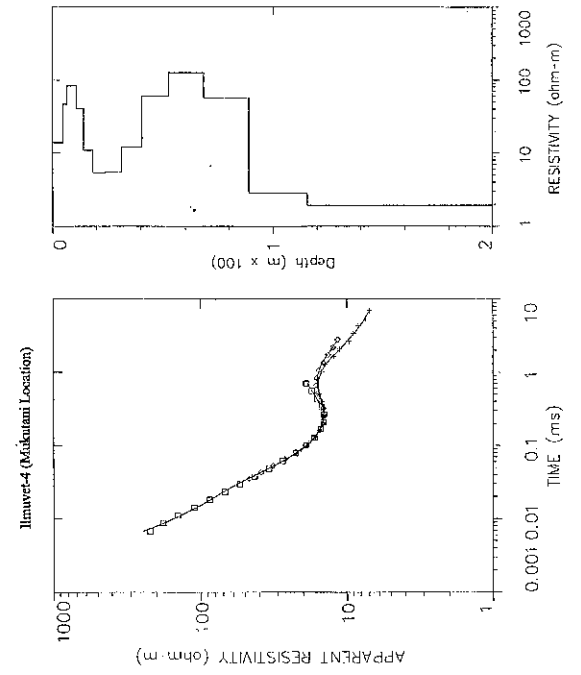 Ilmuvet-4 (Mukutani Location)
1000
100
10
1
APPARENT RESISTIVITY (ohm-m)
0.001 0.01 0.1 1 10
TIME (ms)
0
1
2
Depth (m x 100)
1 10 100 1000
RESISTIVITY (ohm-m)